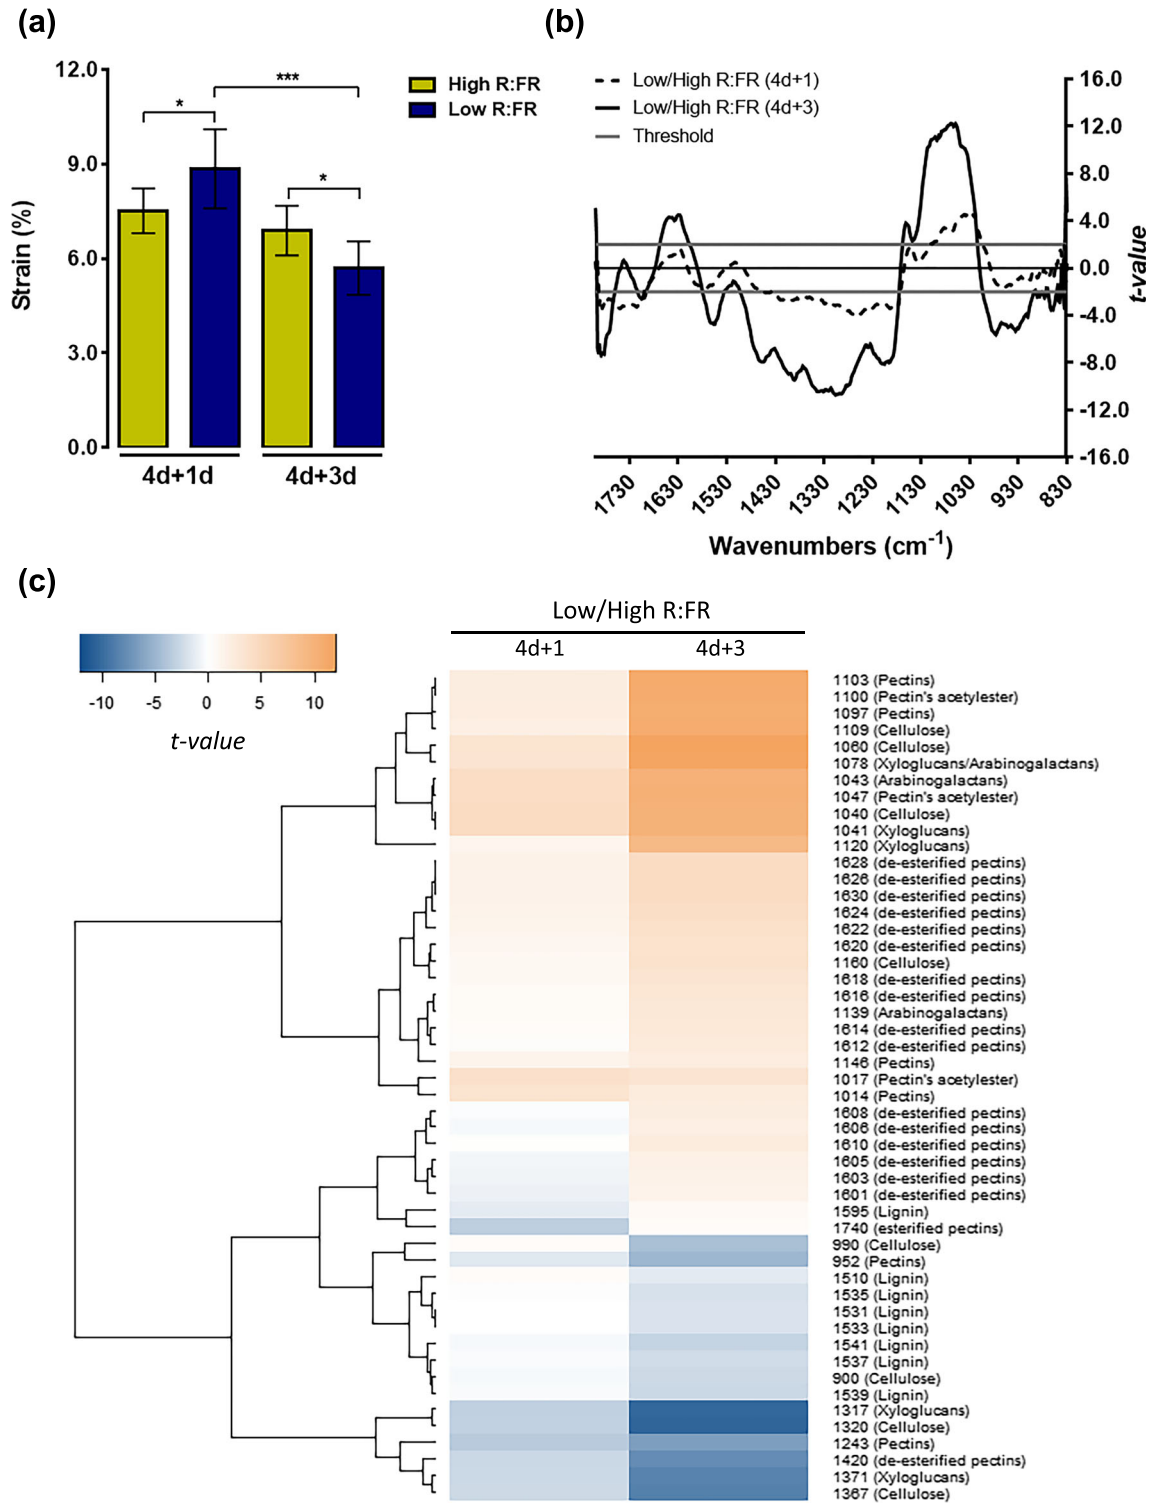 (a)
12.0
9.0
6.0
3.0
0.0
Strain (%)
*
***
*
High R:FR
Low R:FR
4d+1d
4d+3d
(b)
Low/High R:FR (4d+1)
Low/High R:FR (4d+3)
Threshold
16.0
12.0
8.0
4.0
0.0
-4.0
-8.0
-12.0
-16.0
t-value
1730
1630
1530
1430
1330
1230
1130
1030
930
830
Wavenumbers (cm-1)
(c)
-10
-5
0
5
10
t-value
Low/High R:FR
4d+1
4d+3
1103 (Pectins)
1100 (Pectin's acetylester)
1097 (Pectins)
1109 (Cellulose)
1060 (Cellulose)
1078 (Xyloglucans/Arabinogalactans)
1043 (Arabinogalactans)
1047 (Pectin's acetylester)
1040 (Cellulose)
1041 (Xyloglucans)
1120 (Xyloglucans)
1628 (de-esterified pectins)
1626 (de-esterified pectins)
1630 (de-esterified pectins)
1624 (de-esterified pectins)
1622 (de-esterified pectins)
1620 (de-esterified pectins)
1160 (Cellulose)
1618 (de-esterified pectins)
1616 (de-esterified pectins)
1139 (Arabinogalactans)
1614 (de-esterified pectins)
1612 (de-esterified pectins)
1146 (Pectins)
1017 (Pectin's acetylester)
1014 (Pectins)
1608 (de-esterified pectins)
1606 (de-esterified pectins)
1610 (de-esterified pectins)
1605 (de-esterified pectins)
1603 (de-esterified pectins)
1601 (de-esterified pectins)
1595 (Lignin)
1740 (esterified pectins)
990 (Cellulose)
952 (Pectins)
1510 (Lignin)
1535 (Lignin)
1531 (Lignin)
1533 (Lignin)
1541 (Lignin)
1537 (Lignin)
900 (Cellulose)
1539 (Lignin)
1317 (Xyloglucans)
1320 (Cellulose)
1243 (Pectins)
1420 (de-esterified pectins)
1371 (Xyloglucans)
1367 (Cellulose)